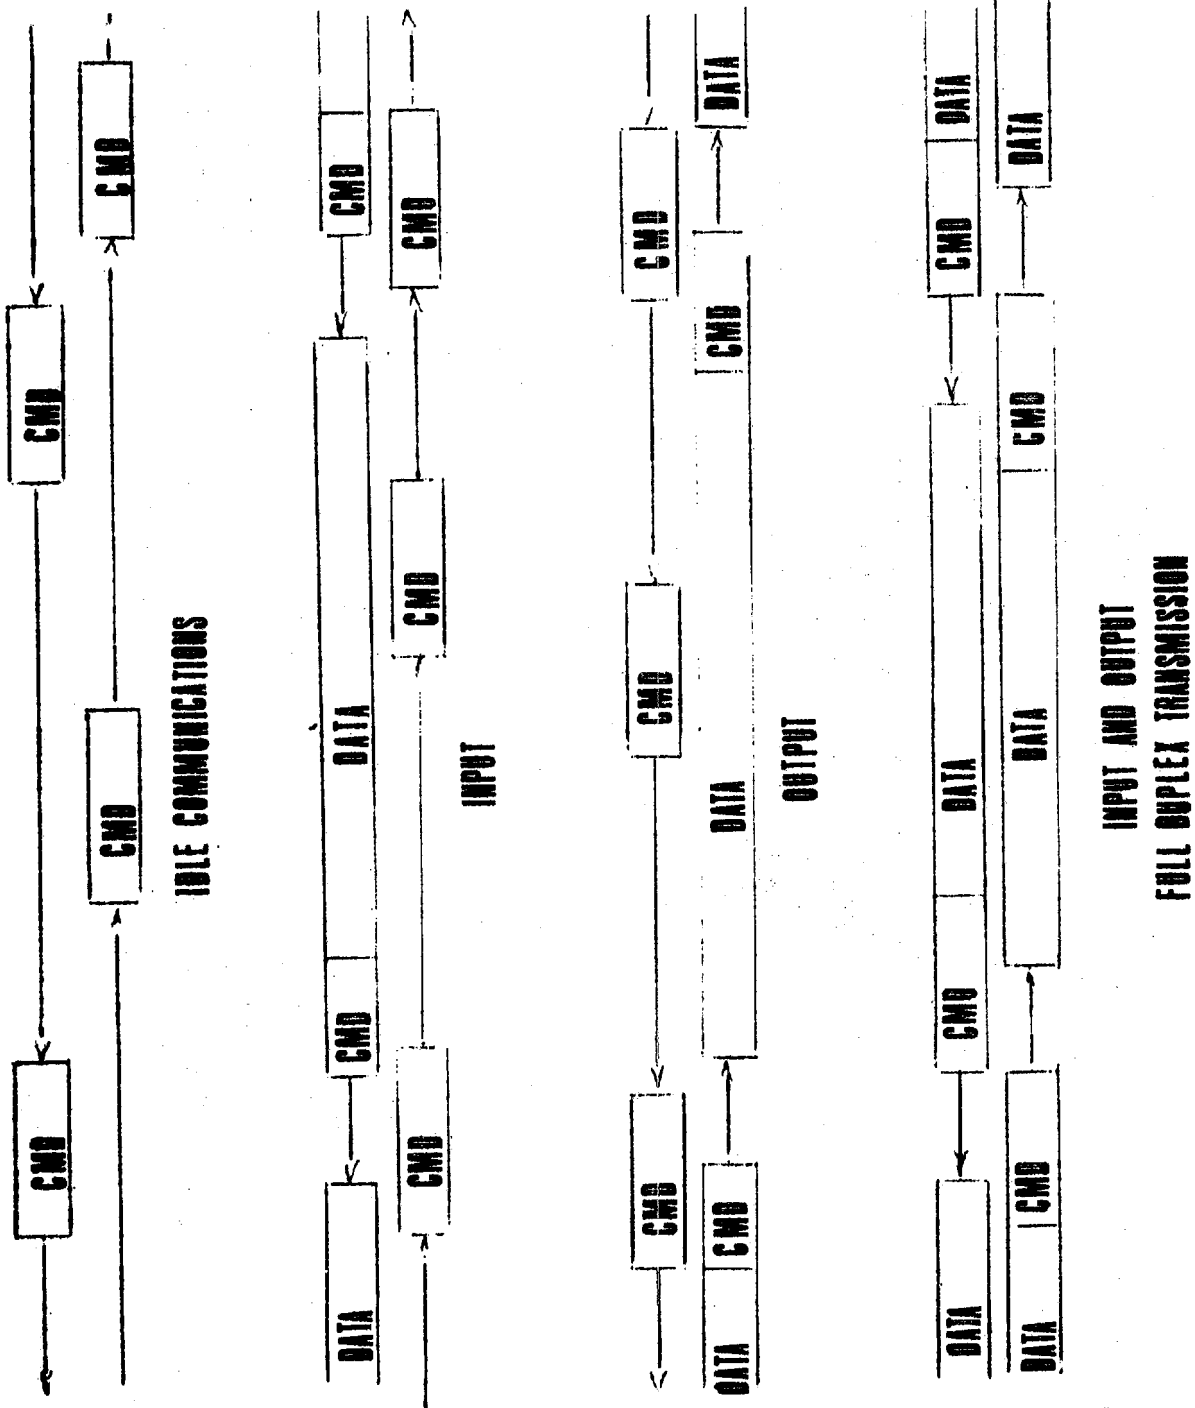 CMD CMD
CMD CMD
IDLE COMMUNICATIONS
DATA CMD DATA CMD
CMD CMD CMD
INPUT
CMD CMD CMD
DATA CMD DATA CMD DATA
OUTPUT
DATA CMD DATA CMD DATA
DATA CMD DATA CMD DATA
INPUT AND OUTPUT
FULL DUPLEX TRANSMISSION